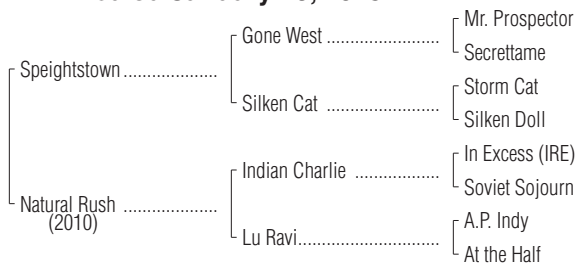 Mr. Prospector
Gone West
Secrettame
Speightstown
Storm Cat
Silken Cat
Silken Doll
In Excess (IRE)
Indian Charlie
Soviet Sojourn
Natural Rush
(2010)
A.P. Indy
Lu Ravi
At the Half